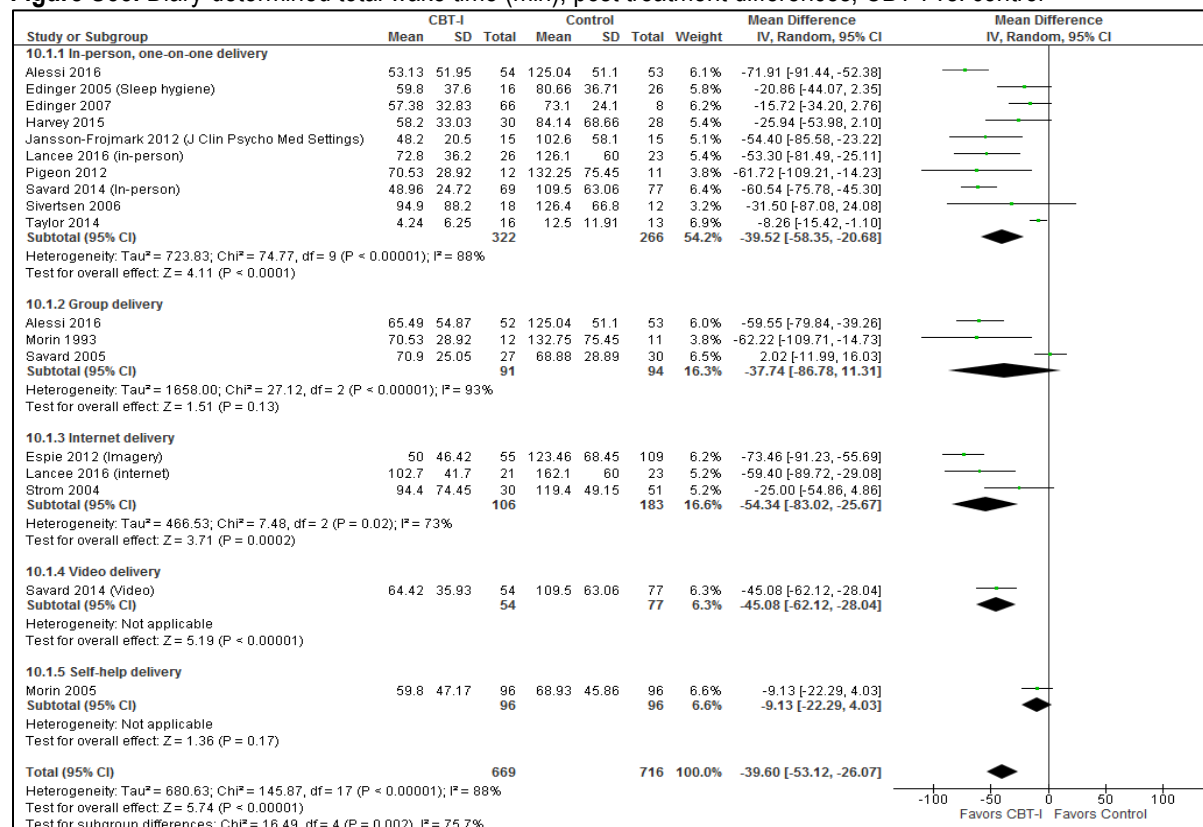 Figure Diary-determined total wake time (min), post treatment differences, CBT-I vs. control
CBT-I Control Mean Difference Mean Difference
Study or Subgroup Mean SD Total Mean SD Total Weight IV, Random, 95% CI IV, Random, 95% CI
10.1.1 In-person, one-on-one delivery
Alessi 2016 53.13 51.95 54 125.04 51.1 53 6.1% -71.91 [-91.44, -52.38]
Edinger 2005 (Sleep hygiene) 59.8 37.6 16 80.66 36.71 26 5.8% -20.86 [-44.07, 2.35]
Edinger 2007 57.38 32.83 66 73.1 24.1 8 6.2% -15.72 [-34.20, 2.76]
Harvey 2015 58.2 33.03 30 84.14 68.66 28 5.4% -25.94 [-53.98, 2.10]
Jansson-Frojmark 2012 (J Clin Psycho Med Settings) 48.2 20.5 15 102.6 58.1 15 5.1% -54.40 [-85.58, -23.22]
Lancee 2016 (in-person) 72.8 36.2 26 126.1 60 23 5.4% -53.30 [-81.49, -25.11]
Pigeon 2012 70.53 28.92 12 132.25 75.45 11 3.8% -61.72 [-109.21, -14.23]
Savard 2014 (In-person) 48.96 24.72 69 109.5 63.06 77 6.4% -60.54 [-75.78, -45.30]
Sivertsen 2006 94.9 88.2 18 126.4 66.8 12 3.2% -31.50 [-87.08, 24.08]
Taylor 2014 4.24 6.25 16 12.5 11.91 13 6.9% -8.26 [-15.42, -1.10]
Subtotal (95% CI) 322 266 54.2% -39.52 [-58.35, -20.68]
Heterogeneity: Tau² = 723.83; Chi² = 74.77, df = 9 (P < 0.00001); I² = 88%
Test for overall effect: Z = 4.11 (P < 0.0001)
10.1.2 Group delivery
Alessi 2016 65.49 54.87 52 125.04 51.1 53 6.0% -59.55 [-79.84, -39.26]
Morin 1993 70.53 28.92 12 132.75 75.45 11 3.8% -62.22 [-109.71, -14.73]
Savard 2005 70.9 25.05 27 68.88 28.89 30 6.5% 2.02 [-11.99, 16.03]
Subtotal (95% CI) 91 94 16.3% -37.74 [-86.78, 11.31]
Heterogeneity: Tau² = 1658.00; Chi² = 27.12, df = 2 (P < 0.00001); I² = 93%
Test for overall effect: Z = 1.51 (P = 0.13)
10.1.3 Internet delivery
Espie 2012 (Imagery) 50 46.42 55 123.46 68.45 109 6.2% -73.46 [-91.23, -55.69]
Lancee 2016 (internet) 102.7 41.7 21 162.1 60 23 5.2% -59.40 [-89.72, -29.08]
Strom 2004 94.4 74.45 30 119.4 49.15 51 5.2% -25.00 [-54.86, 4.86]
Subtotal (95% CI) 106 183 16.6% -54.34 [-83.02, -25.67]
Heterogeneity: Tau² = 466.53; Chi² = 7.48, df = 2 (P = 0.02); I² = 73%
Test for overall effect: Z = 3.71 (P = 0.0002)
10.1.4 Video delivery
Savard 2014 (Video) 64.42 35.93 54 109.5 63.06 77 6.3% -45.08 [-62.12, -28.04]
Subtotal (95% CI) 54 77 6.3% -45.08 [-62.12, -28.04]
Heterogeneity: Not applicable
Test for overall effect: Z = 5.19 (P < 0.00001)
10.1.5 Self-help delivery
Morin 2005 59.8 47.17 96 68.93 45.86 96 6.6% -9.13 [-22.29, 4.03]
Subtotal (95% CI) 96 96 6.6% -9.13 [-22.29, 4.03]
Heterogeneity: Not applicable
Test for overall effect: Z = 1.36 (P = 0.17)
Total (95% CI) 669 716 100.0% -39.60 [-53.12, -26.07]
Heterogeneity: Tau² = 680.63; Chi² = 145.87, df = 17 (P < 0.00001); I² = 88%
Test for overall effect: Z = 5.74 (P < 0.00001)
Test for subgroup differences: Chi² = 16.49, df = 4 (P = 0.002), I² = 75.7%
-100 -50 0 50 100
Favors CBT-I Favors Control